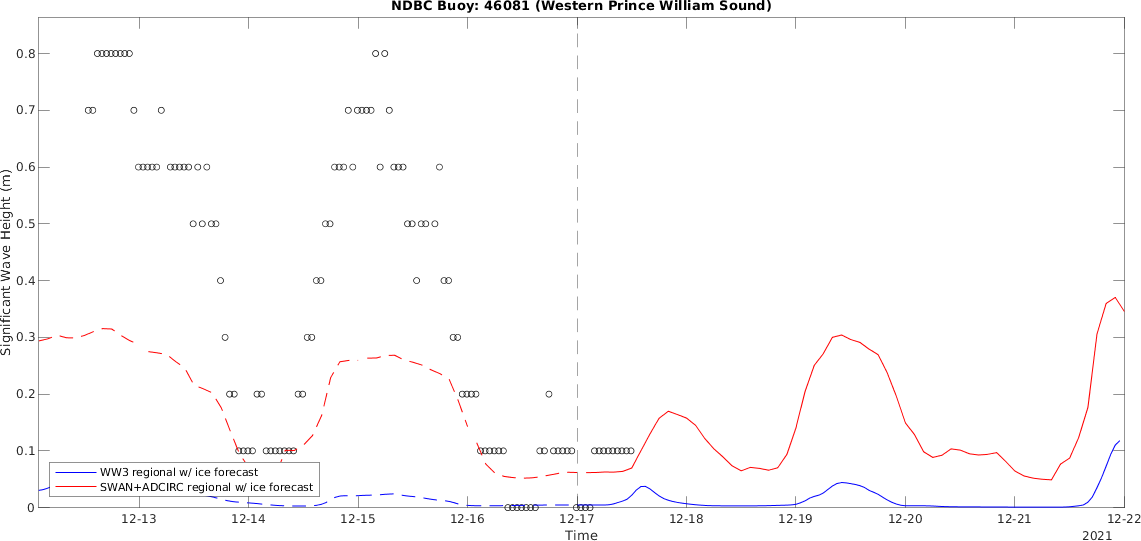 NDBC Buoy: 46081 (Western Prince William Sound)
Significant Wave Height (m)
0.8
0.7
0.6
0.5
0.4
0.3
0.2
0.1
0
WW3 regional w/ ice forecast
SWAN+ADCIRC regional w/ ice forecast
12-13 12-14 12-15 12-16 12-17 12-18 12-19 12-20 12-21 12-22
Time
2021